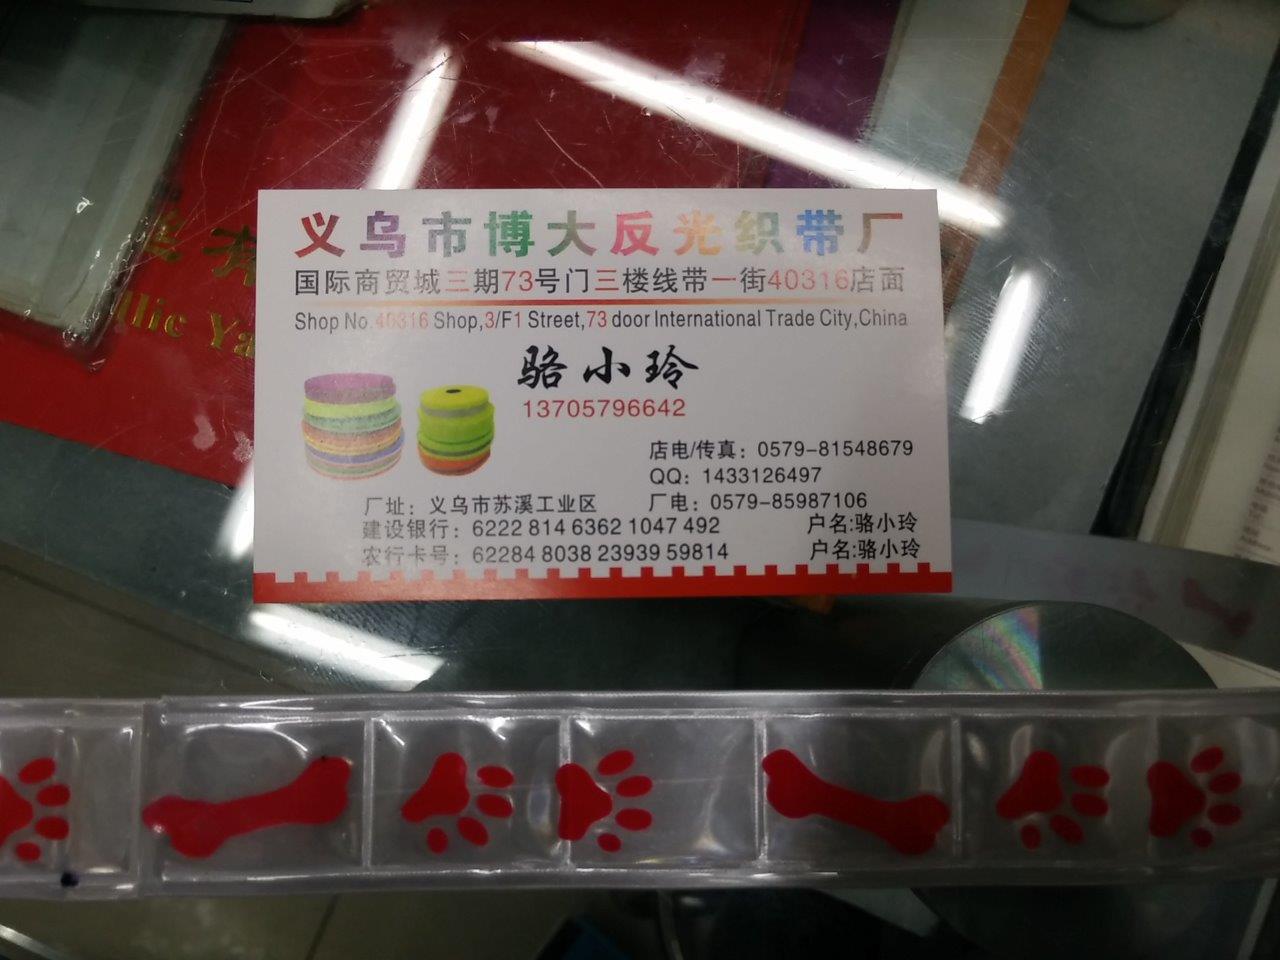 义乌市博大反光织带厂
国际商贸城三期73号门三楼线带一街40316店面
Shop No.40316 Shop,3/F1 Street,73 door International Trade City,China
骆小玲
13705796642
店电/传真：0579-81548679
QQ：1433126497
厂址：义乌市苏溪工业区 厂电：0579-85987106
建设银行：6222 814 6362 1047 492 户名:骆小玲
农行卡号：62284 8038 23939 59814 户名:骆小玲
llic Ya